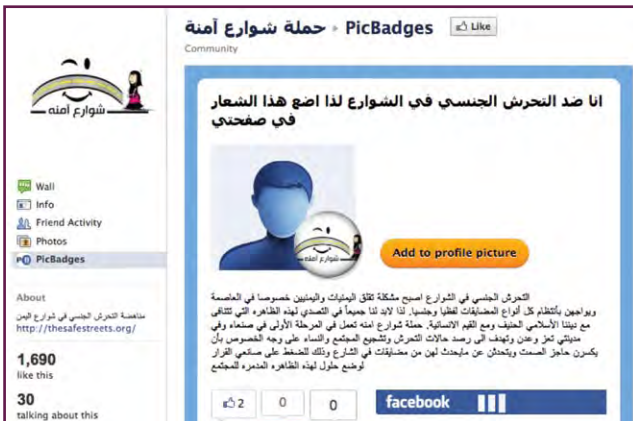 حملة شوارع آمنة ‹ PicBadges
Like
Community
شوارع امنه
Wall
Info
Friend Activity
Photos
PicBadges
About
مناهضة التحرش الجنسي في شوارع اليمن
http://thesafestreets.org/
1,690
like this
30
talking about this
انا ضد التحرش الجنسي في الشوارع لذا اضع هذا الشعار
في صفحتي
شوارع امنه
Add to profile picture
التحرش الجنسي في الشوارع اصبح مشكلة تقلق اليمنيات واليمنيين خصوصا في العاصمة
ويواجهن بأنتظام كل أنواع المضايقات لفظيا وجنسيا. لذا لابد لنا جميعاً في التصدي لهذه الظاهره التي تتنافى
مع ديننا الأسلامي الحنيف ومع القيم الانسانية. حملة شوارع امنه تعمل في المرحلة الأولى في صنعاء وفي
مدينتي تعز وعدن وتهدف الى رصد حالات التحرش وتشجيع المجتمع والنساء على وجه الخصوص بأن
يكسرن حاجز الصمت ويتحدثن عن مايحدث لهن من مضايقات في الشارع وذلك للضغط على صانعي القرار
لوضع حلول لهذه الظاهره المدمره للمجتمع
2
0
0
facebook